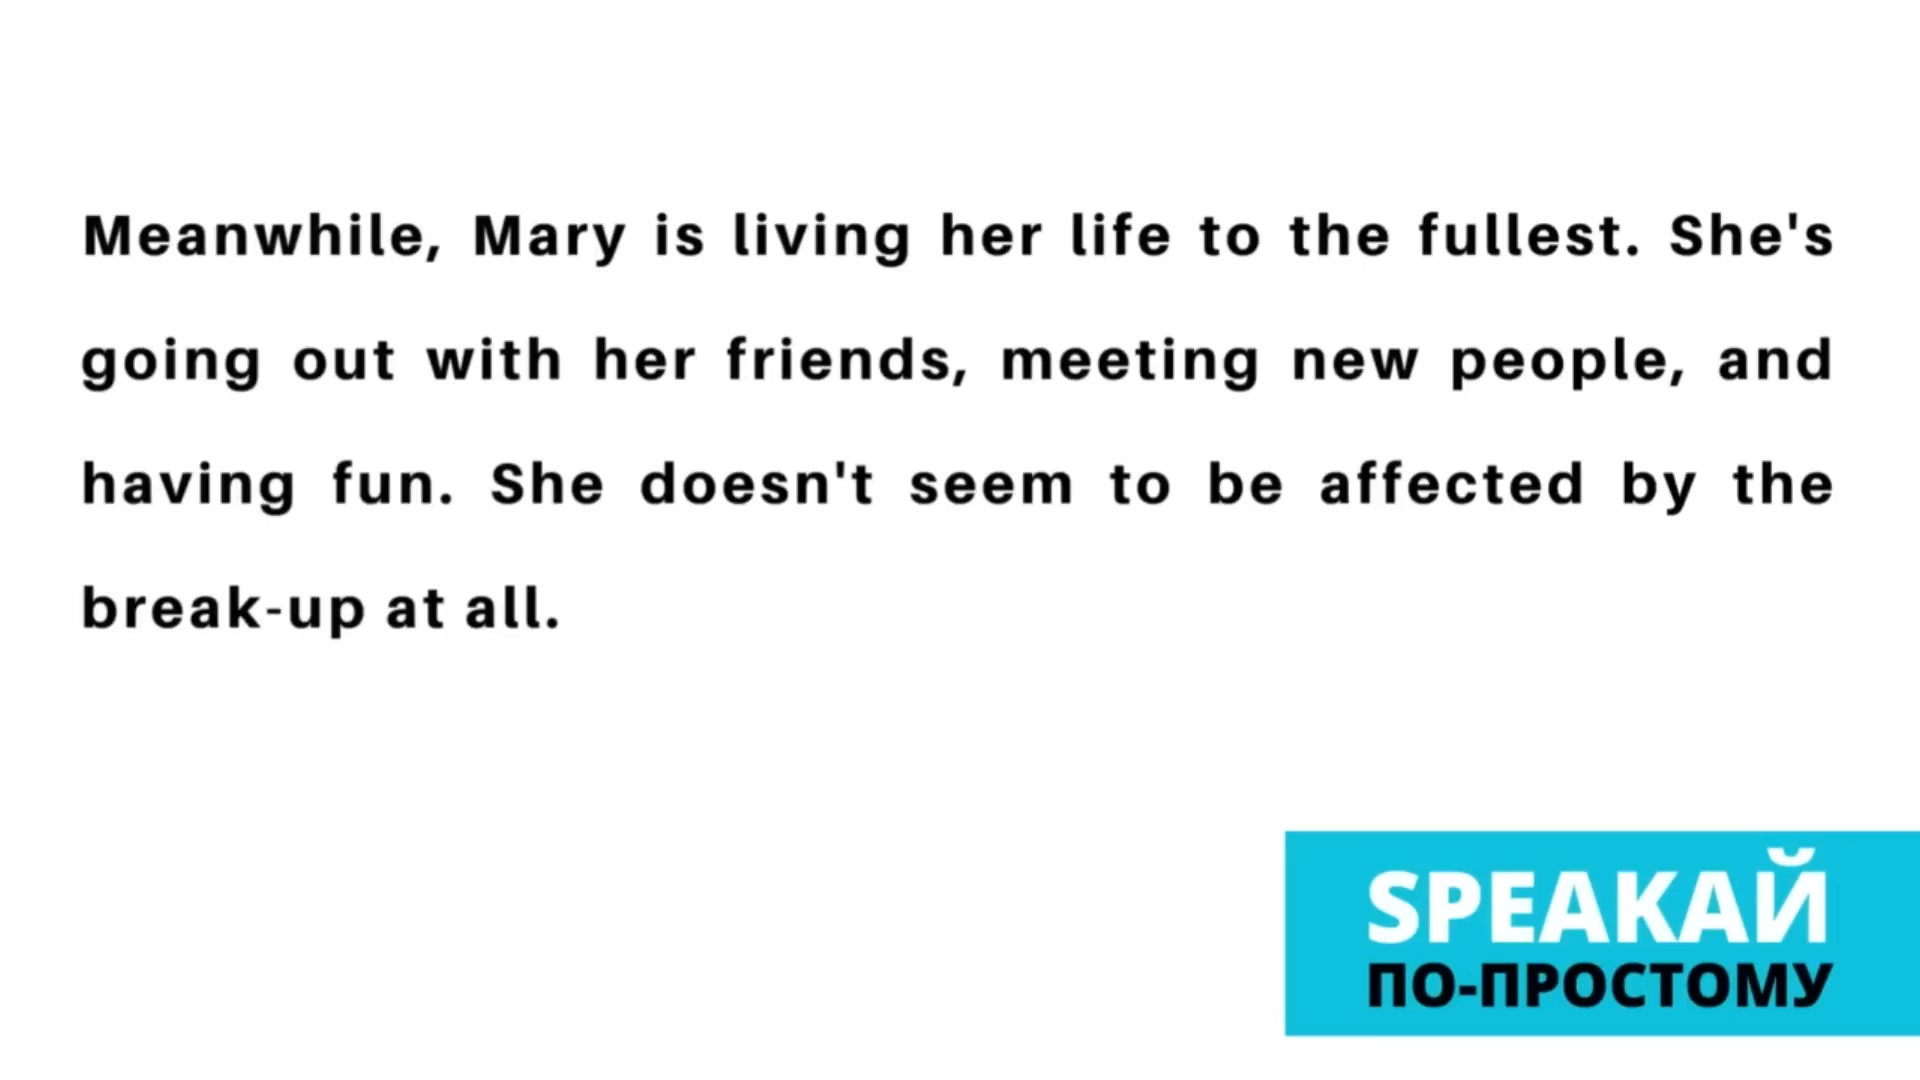 Meanwhile, Mary is living her life to the fullest. She's
going out with her friends, meeting new people, and
having fun. She doesn't seem to be affected by the
break-up at all.
SPEAKАЙ
ПО-ПРОСТОМУ